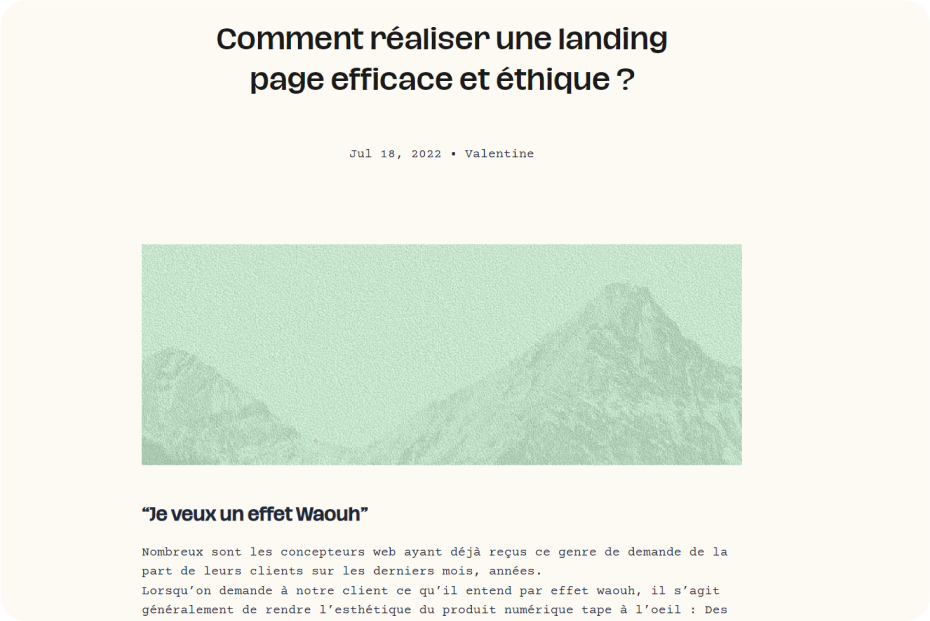 Comment réaliser une landing
page efficace et éthique ?
Jul 18, 2022 • Valentine
“Je veux un effet Waouh”
Nombreux sont les concepteurs web ayant déjà reçus ce genre de demande de la
part de leurs clients sur les derniers mois, années.
Lorsqu’on demande à notre client ce qu’il entend par effet waouh, il s’agit
généralement de rendre l’esthétique du produit numérique tape à l’oeil : Des